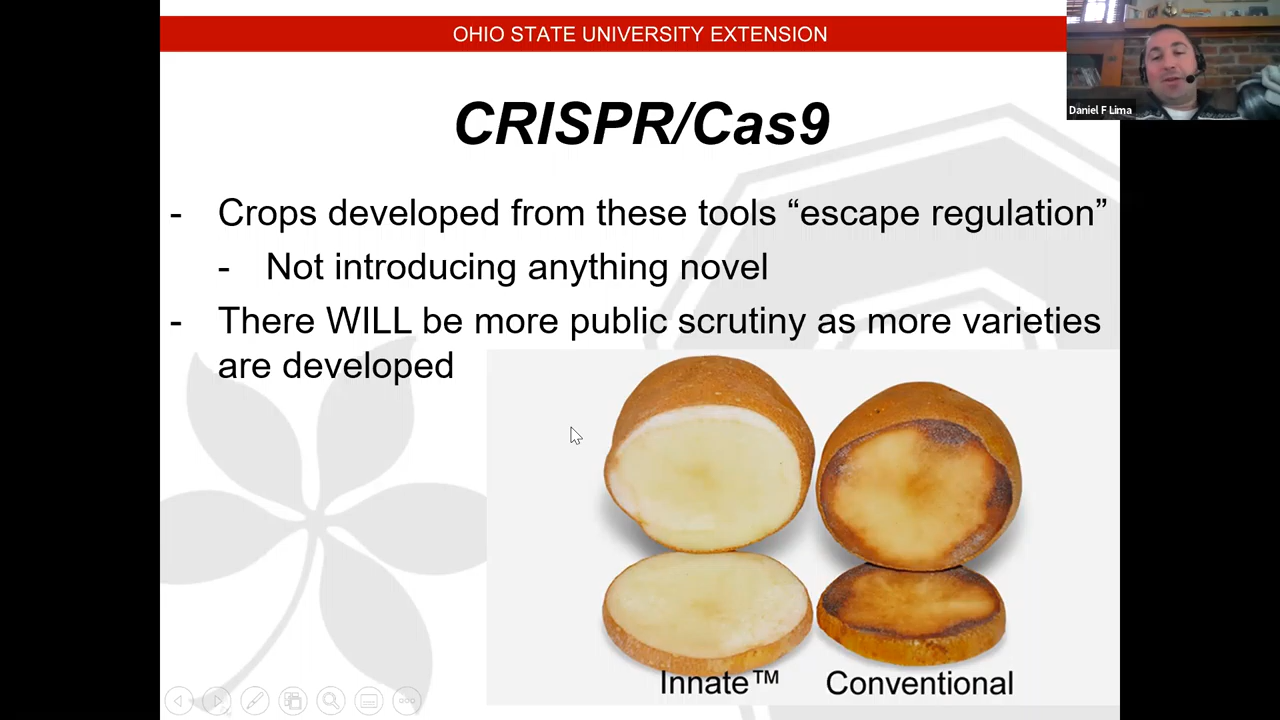 OHIO STATE UNIVERSITY EXTENSION
Daniel F Lima
CRISPR/Cas9
- Crops developed from these tools “escape regulation”
- Not introducing anything novel
- There WILL be more public scrutiny as more varieties
are developed
Innate™ Conventional